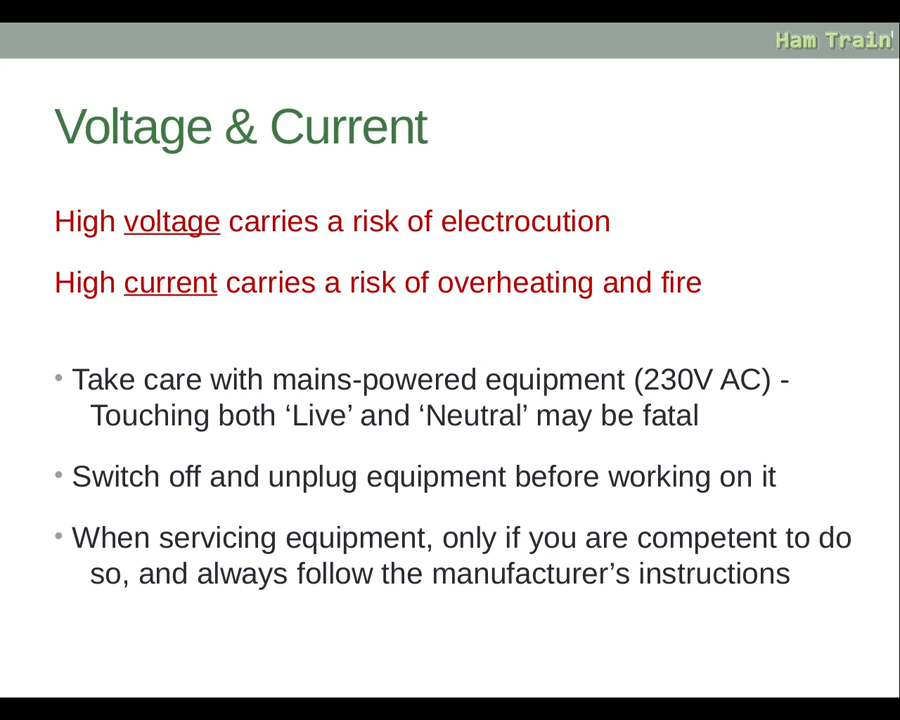 Ham Train
Voltage & Current
High voltage carries a risk of electrocution
High current carries a risk of overheating and fire
• Take care with mains-powered equipment (230V AC) -
Touching both ‘Live’ and ‘Neutral’ may be fatal
• Switch off and unplug equipment before working on it
• When servicing equipment, only if you are competent to do
so, and always follow the manufacturer’s instructions